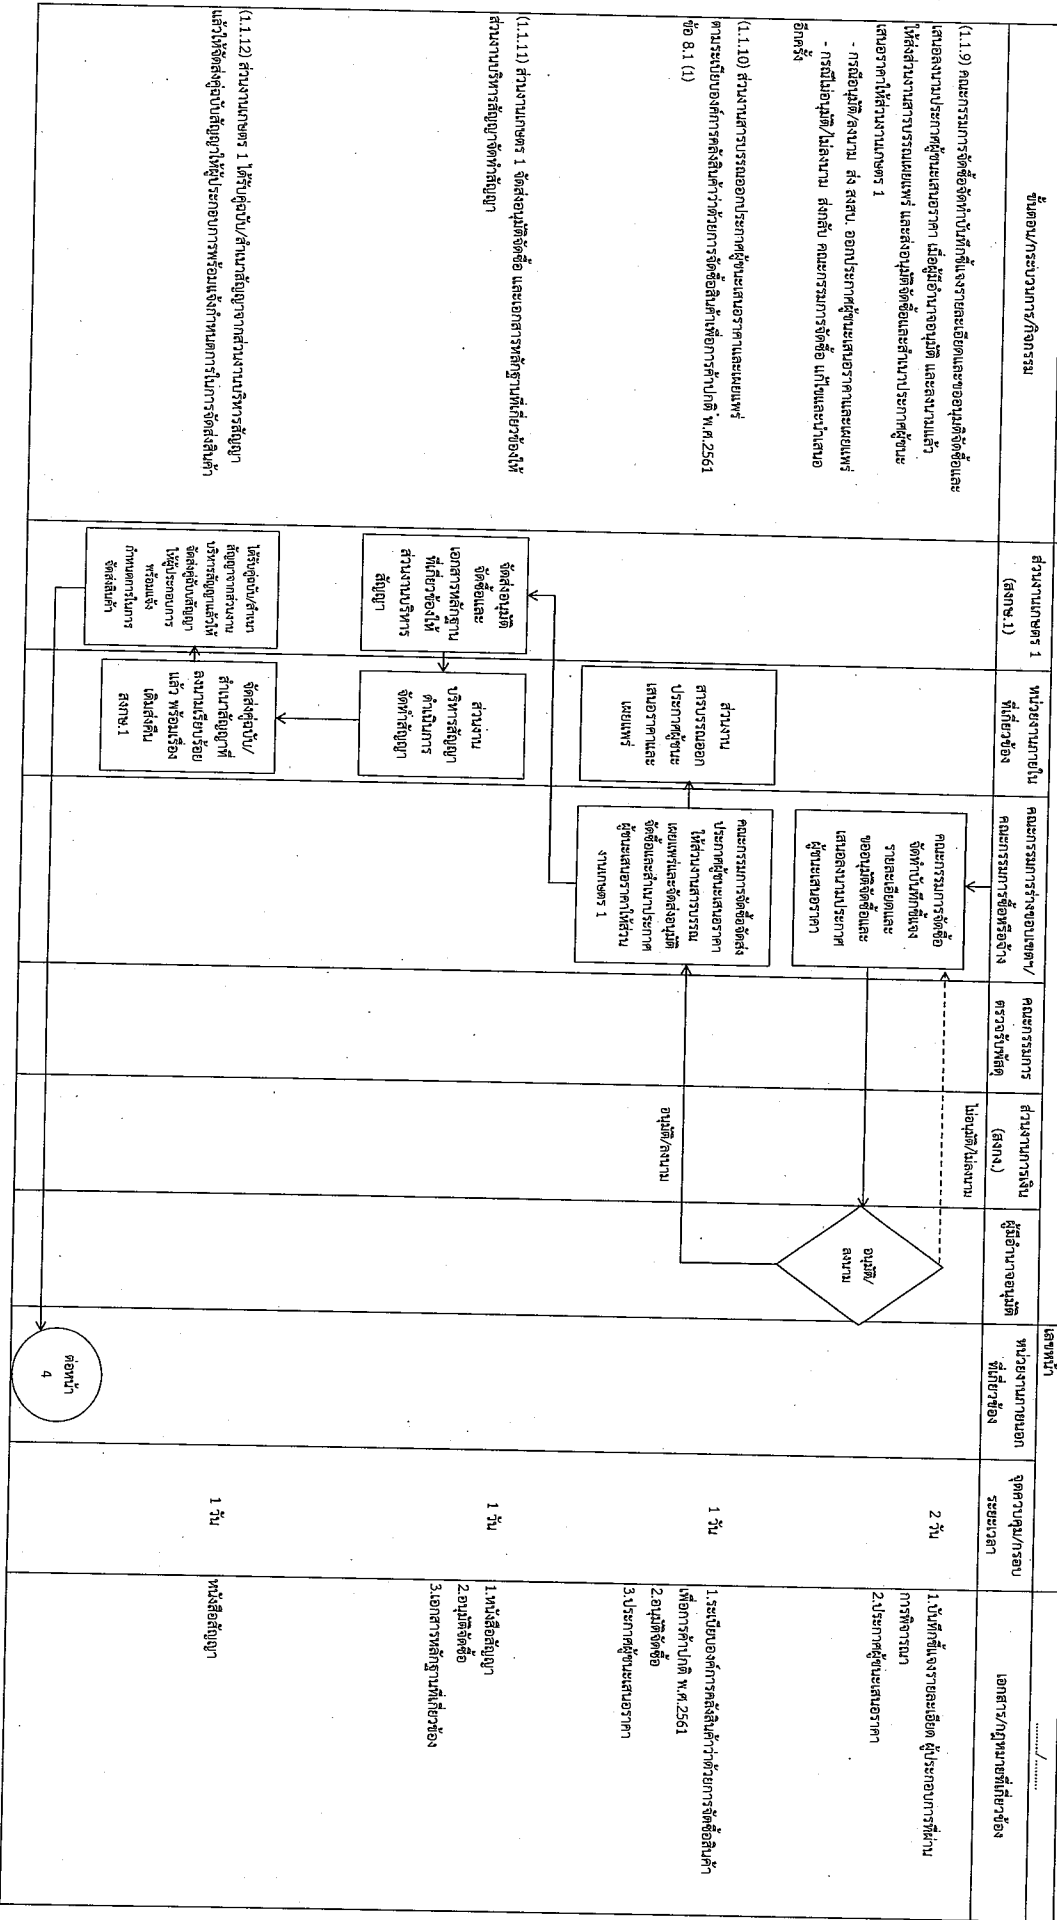 เลขหน้า ........./.........
ขั้นตอน/กระบวนการ/กิจกรรม
ส่วนงานเกษตร 1
(สงกษ.1)
หน่วยงานภายใน
ที่เกี่ยวข้อง
คณะกรรมการร่างขอบเขตฯ/
คณะกรรมการซื้อหรือจ้าง
คณะกรรมการ
ตรวจรับพัสดุ
ส่วนงานการเงิน
(สงกง.)
ผู้มีอำนาจอนุมัติ
หน่วยงานภายนอก
ที่เกี่ยวข้อง
จุดควบคุม/กรอบ
ระยะเวลา
เอกสาร/กฎหมายที่เกี่ยวข้อง
(1.1.9) คณะกรรมการจัดซื้อจัดทำบันทึกชี้แจงรายละเอียดและขออนุมัติจัดซื้อและ
เสนอลงนามประกาศผู้ชนะเสนอราคา เมื่อผู้มีอำนาจอนุมัติ และลงนามแล้ว
ให้ส่งส่วนงานสารบรรณเผยแพร่ และส่งอนุมัติจัดซื้อและสำเนาประกาศผู้ชนะ
เสนอราคาให้ส่วนงานเกษตร 1
- กรณีอนุมัติ/ลงนาม ส่ง สงสบ. ออกประกาศผู้ชนะเสนอราคาและเผยแพร่
- กรณีไม่อนุมัติ/ไม่ลงนาม ส่งกลับ คณะกรรมการจัดซื้อ แก้ไขและนำเสนอ
อีกครั้ง
คณะกรรมการจัดซื้อ
จัดทำบันทึกชี้แจง
รายละเอียดและ
ขออนุมัติจัดซื้อและ
เสนอลงนามประกาศ
ผู้ชนะเสนอราคา
ไม่อนุมัติ/ไม่ลงนาม
อนุมัติ/
ลงนาม
2 วัน
1.บันทึกชี้แจงรายละเอียด ผู้ประกอบการที่ผ่าน
การพิจารณา
2.ประกาศผู้ชนะเสนอราคา
(1.1.10) ส่วนงานสารบรรณออกประกาศผู้ชนะเสนอราคาและเผยแพร่
ตามระเบียบองค์การคลังสินค้าว่าด้วยการจัดซื้อสินค้าเพื่อการค้าปกติ พ.ศ.2561
ข้อ 8.1 (1)
ส่วนงาน
สารบรรณออก
ประกาศผู้ชนะ
เสนอราคาและ
เผยแพร่
คณะกรรมการจัดซื้อจัดส่ง
ประกาศผู้ชนะเสนอราคา
ให้ส่วนงานสารบรรณ
เผยแพร่และจัดส่งอนุมัติ
จัดซื้อและสำเนาประกาศ
ผู้ชนะเสนอราคาให้ส่วน
งานเกษตร 1
อนุมัติ/ลงนาม
1 วัน
1.ระเบียบองค์การคลังสินค้าว่าด้วยการจัดซื้อสินค้า
เพื่อการค้าปกติ พ.ศ.2561
2.อนุมัติจัดซื้อ
3.ประกาศผู้ชนะเสนอราคา
(1.1.11) ส่วนงานเกษตร 1 จัดส่งอนุมัติจัดซื้อ และเอกสารหลักฐานที่เกี่ยวข้องให้
ส่วนงานบริหารสัญญาจัดทำสัญญา
จัดส่งอนุมัติ
จัดซื้อและ
เอกสารหลักฐาน
ที่เกี่ยวข้องให้
ส่วนงานบริหาร
สัญญา
ส่วนงาน
บริหารสัญญา
ดำเนินการ
จัดทำสัญญา
1 วัน
1.หนังสือสัญญา
2.อนุมัติจัดซื้อ
3.เอกสารหลักฐานที่เกี่ยวข้อง
(1.1.12) ส่วนงานเกษตร 1 ได้รับคู่ฉบับ/สำเนาสัญญาจากส่วนงานบริหารสัญญา
แล้วให้จัดส่งคู่ฉบับสัญญาให้ผู้ประกอบการพร้อมแจ้งกำหนดการในการจัดส่งสินค้า
ได้รับคู่ฉบับ/สำเนา
สัญญาจากส่วนงาน
บริหารสัญญาแล้วให้
จัดส่งคู่ฉบับสัญญา
ให้ผู้ประกอบการ
พร้อมแจ้ง
กำหนดการในการ
จัดส่งสินค้า
จัดส่งคู่ฉบับ/
สำเนาสัญญาที่
ลงนามเรียบร้อย
แล้ว พร้อมเรื่อง
เดิมส่งคืน
สงกษ.1
1 วัน
หนังสือสัญญา
ต่อหน้า
4